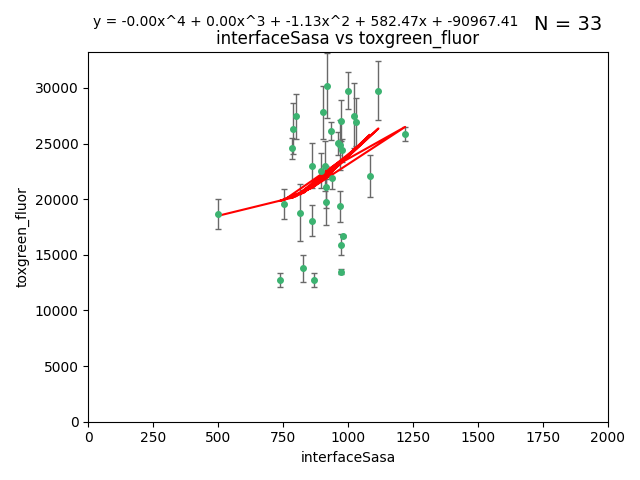 y = -0.00x^4 + 0.00x^3 + -1.13x^2 + 582.47x + -90967.41
N = 33
interfaceSasa vs toxgreen_fluor
30000
25000
20000
15000
10000
5000
0
toxgreen_fluor
0 250 500 750 1000 1250 1500 1750 2000
interfaceSasa